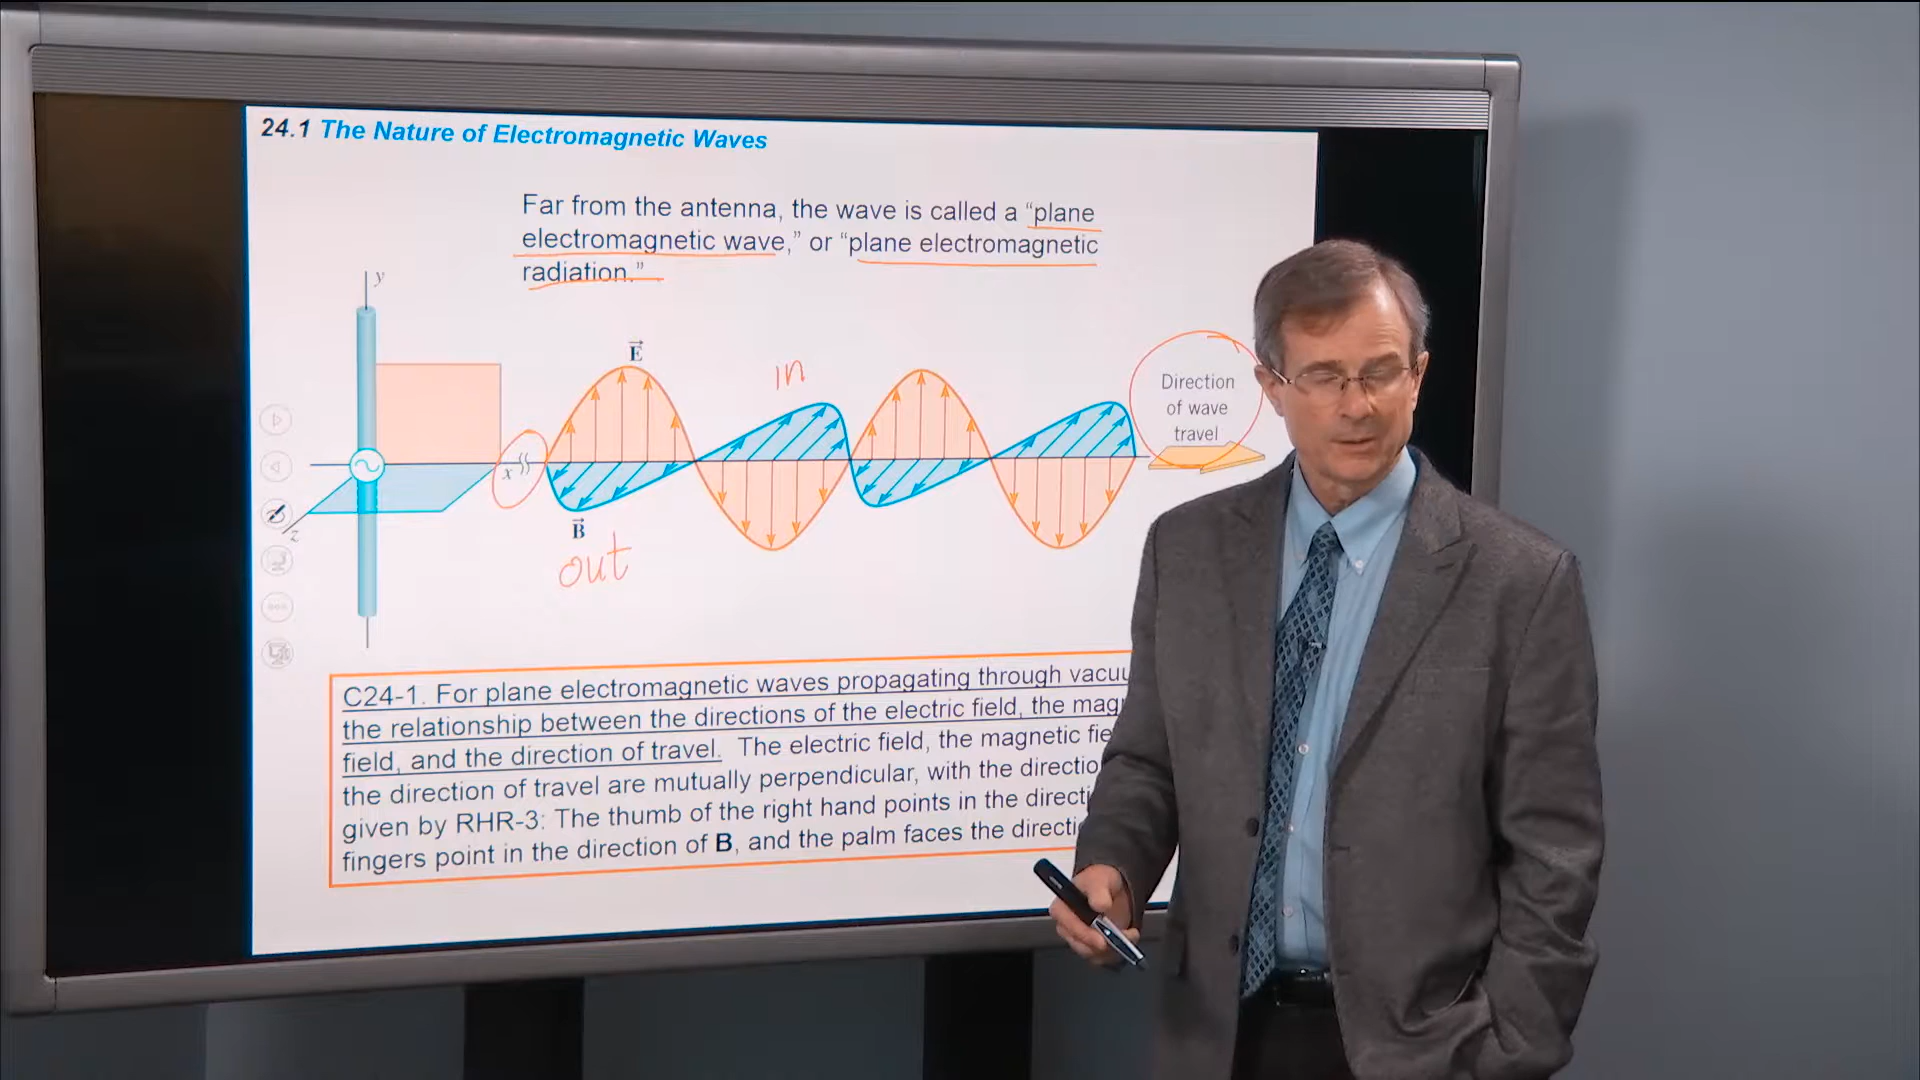 24.1 The Nature of Electromagnetic Waves
Far from the antenna, the wave is called a “plane
electromagnetic wave,” or “plane electromagnetic
radiation.”
y
E
in
Direction
of wave
travel
x
z
B
out
C24-1. For plane electromagnetic waves propagating through
the relationship between the directions of the electric field, the
field, and the direction of travel. The electric field, the magnetic
the direction of travel are mutually perpendicular, with the
given by RHR-3: The thumb of the right hand points in the
fingers point in the direction of B, and the palm faces the